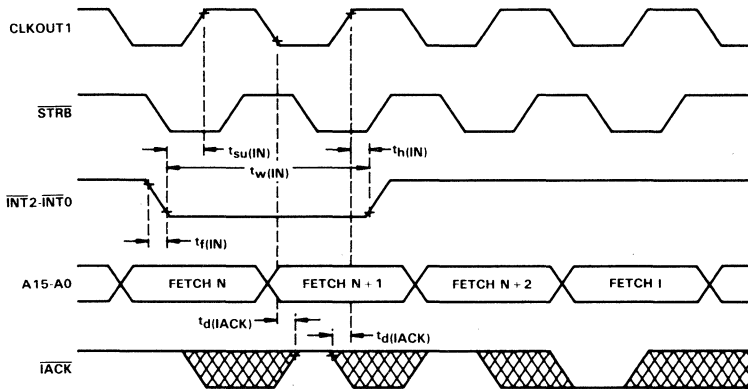 CLKOUT1
STRB
tsu(IN)
th(IN)
tw(IN)
INT2-INT0
tf(IN)
A15-A0 FETCH N FETCH N + 1 FETCH N + 2 FETCH I
td(IACK)
td(IACK)
IACK